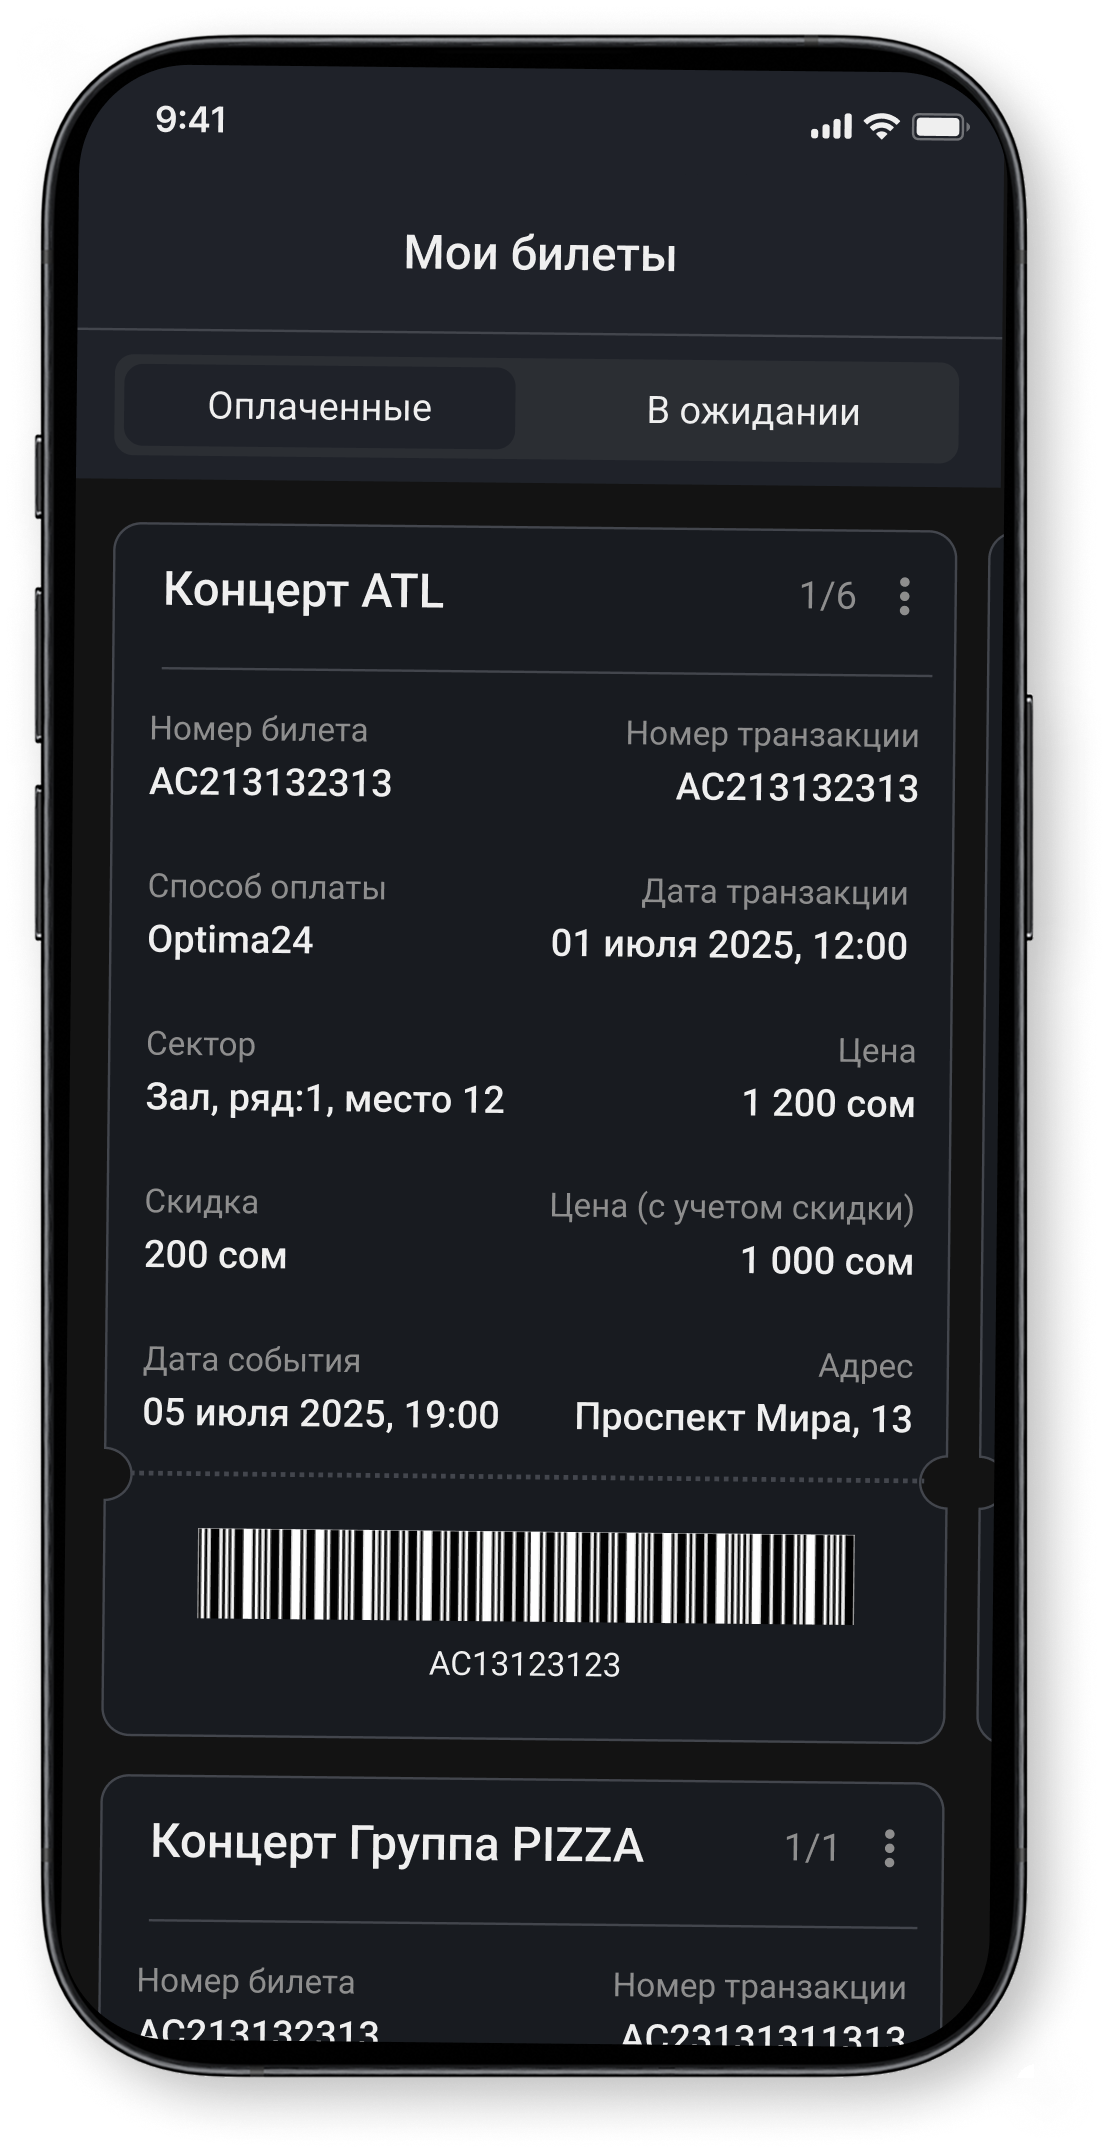 9:41
Мои билеты
Оплаченные В ожидании
Концерт ATL 1/6
Номер билета Номер транзакции
AC213132313 AC213132313
Способ оплаты Дата транзакции
Optima24 01 июля 2025, 12:00
Сектор Цена
Зал, ряд:1, место 12 1 200 сом
Скидка Цена (с учетом скидки)
200 сом 1 000 сом
Дата события Адрес
05 июля 2025, 19:00 Проспект Мира, 13
AC13123123
Концерт Группа PIZZA 1/1
Номер билета Номер транзакции
AC213132313 AC23131311313